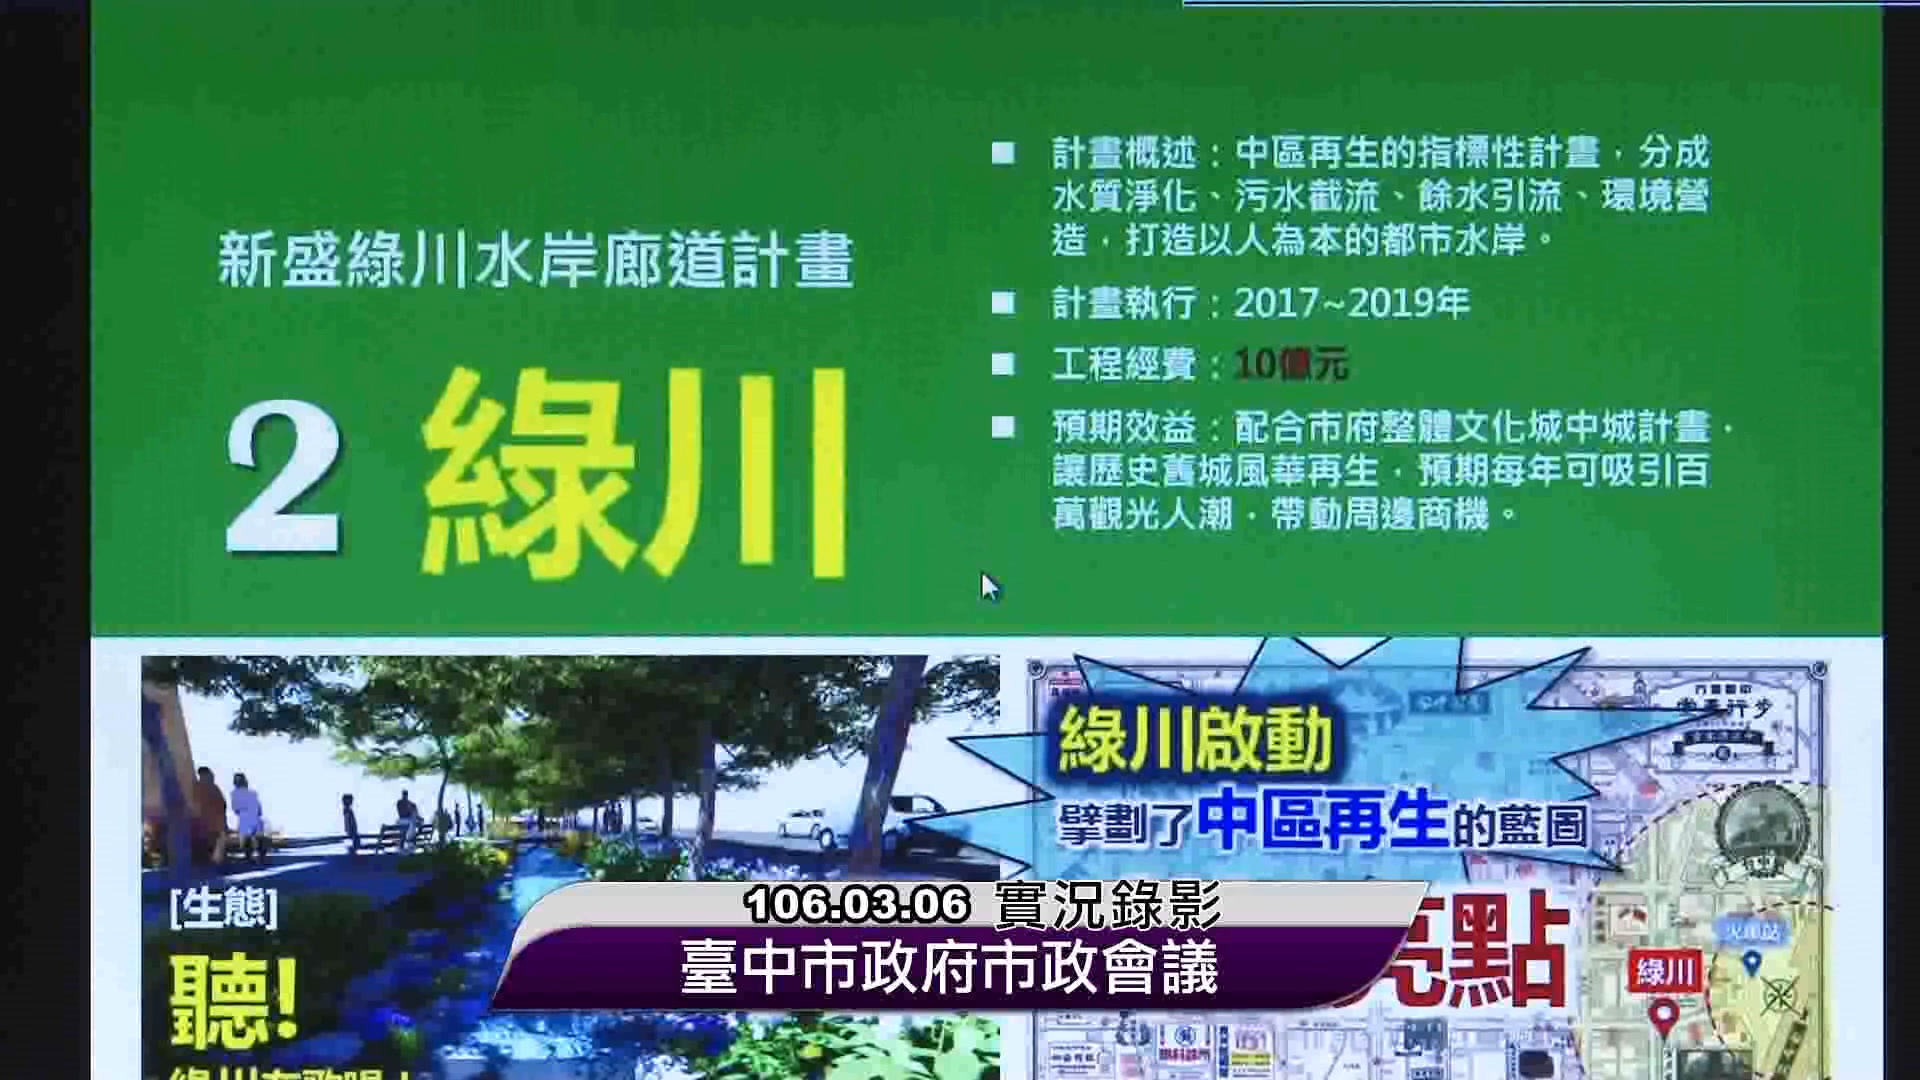 新盛綠川水岸廊道計畫
2 綠川
■ 計畫概述：中區再生的指標性計畫，分成
水質淨化、污水截流、餘水引流、環境營
造，打造以人為本的都市水岸。
■ 計畫執行：2017~2019年
■ 工程經費：10億元
■ 預期效益：配合市府整體文化城中城計畫，
讓歷史舊城風華再生，預期每年可吸引百
萬觀光人潮，帶動周邊商機。
綠川啟動
擘劃了中區再生的藍圖
亮點
綠川
火車站
[生態]
聽!
106.03.06 實況錄影
臺中市政府市政會議